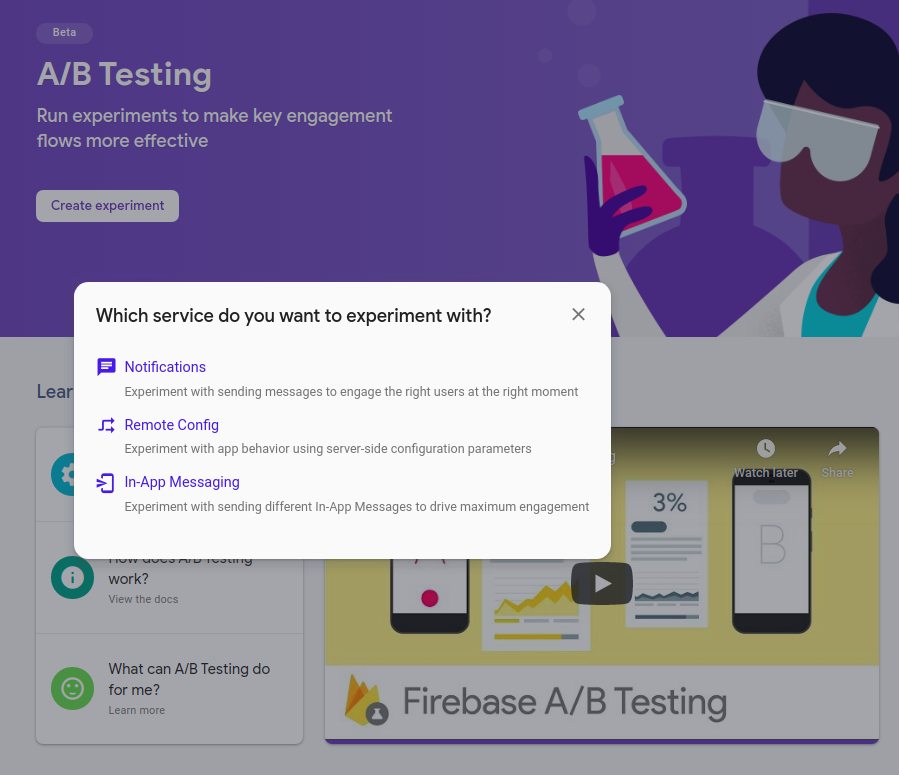 Beta
A/B Testing
Run experiments to make key engagement
flows more effective
Create experiment
Which service do you want to experiment with?
Notifications
Experiment with sending messages to engage the right users at the right moment
Remote Config
Experiment with app behavior using server-side configuration parameters
In-App Messaging
Experiment with sending different In-App Messages to drive maximum engagement
Lear
How does A/B Testing
work?
View the docs
What can A/B Testing do
for me?
Learn more
g
Watch later
Share
3%
B
Firebase A/B Testing